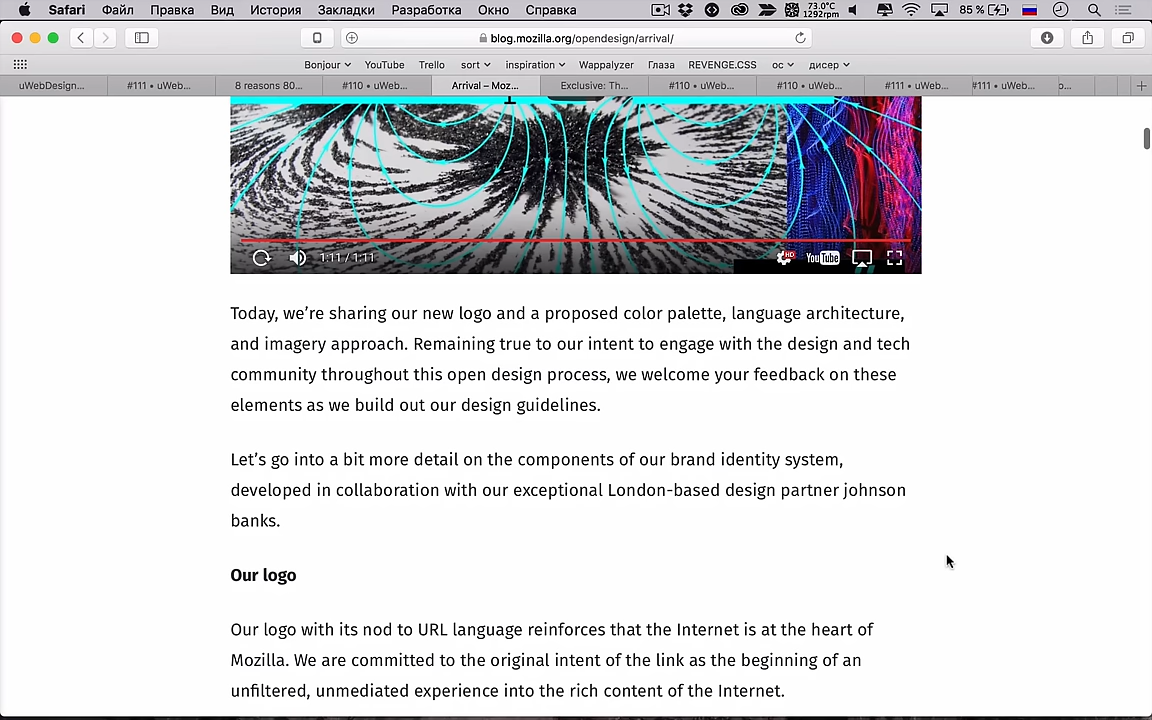 Safari Файл Правка Вид История Закладки Разработка Окно Справка 73.0°C 1292rpm 85 %
blog.mozilla.org/opendesign/arrival/
Bonjour YouTube Trello sort inspiration Wappalyzer Глаза REVENGE.CSS ос дисер
uWebDesign... #111 • uWeb... 8 reasons 80... #110 • uWeb... Arrival – Moz... Exclusive: Th... #110 • uWeb... #110 • uWeb... #111 • uWeb... #111 • uWeb...
1:11 / 1:11 HD YouTube
Today, we’re sharing our new logo and a proposed color palette, language architecture,
and imagery approach. Remaining true to our intent to engage with the design and tech
community throughout this open design process, we welcome your feedback on these
elements as we build out our design guidelines.
Let’s go into a bit more detail on the components of our brand identity system,
developed in collaboration with our exceptional London-based design partner johnson
banks.
Our logo
Our logo with its nod to URL language reinforces that the Internet is at the heart of
Mozilla. We are committed to the original intent of the link as the beginning of an
unfiltered, unmediated experience into the rich content of the Internet.